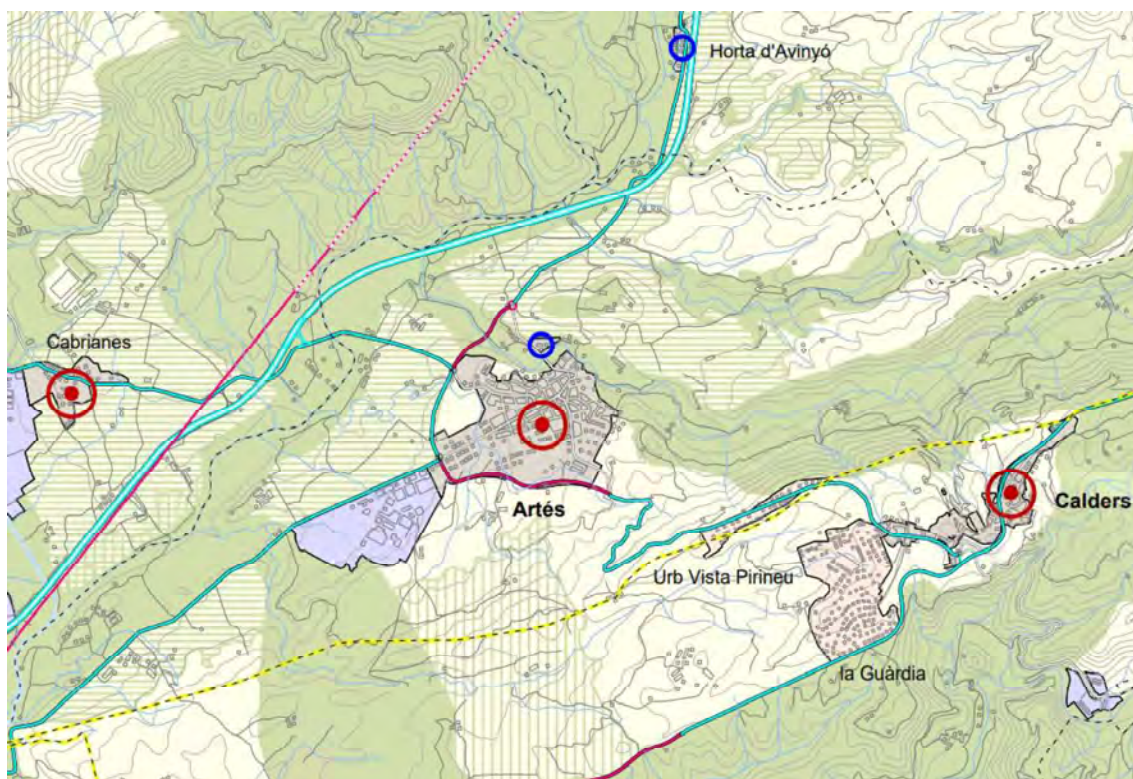 Horta d'Avinyó
Cabrianes
Artés
Calders
Urb Vista Pirineu
la Guàrdia